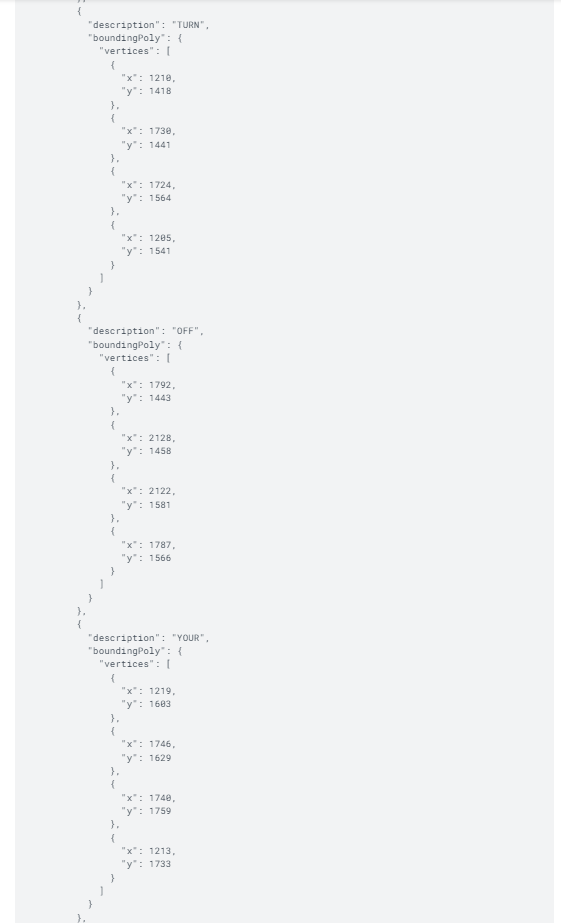 },
{
"description": "TURN",
"boundingPoly": {
"vertices": [
{
"x": 1210,
"y": 1418
},
{
"x": 1730,
"y": 1441
},
{
"x": 1724,
"y": 1564
},
{
"x": 1205,
"y": 1541
}
]
}
},
{
"description": "OFF",
"boundingPoly": {
"vertices": [
{
"x": 1792,
"y": 1443
},
{
"x": 2128,
"y": 1458
},
{
"x": 2122,
"y": 1581
},
{
"x": 1787,
"y": 1566
}
]
}
},
{
"description": "YOUR",
"boundingPoly": {
"vertices": [
{
"x": 1219,
"y": 1603
},
{
"x": 1746,
"y": 1629
},
{
"x": 1740,
"y": 1759
},
{
"x": 1213,
"y": 1733
}
]
}
},